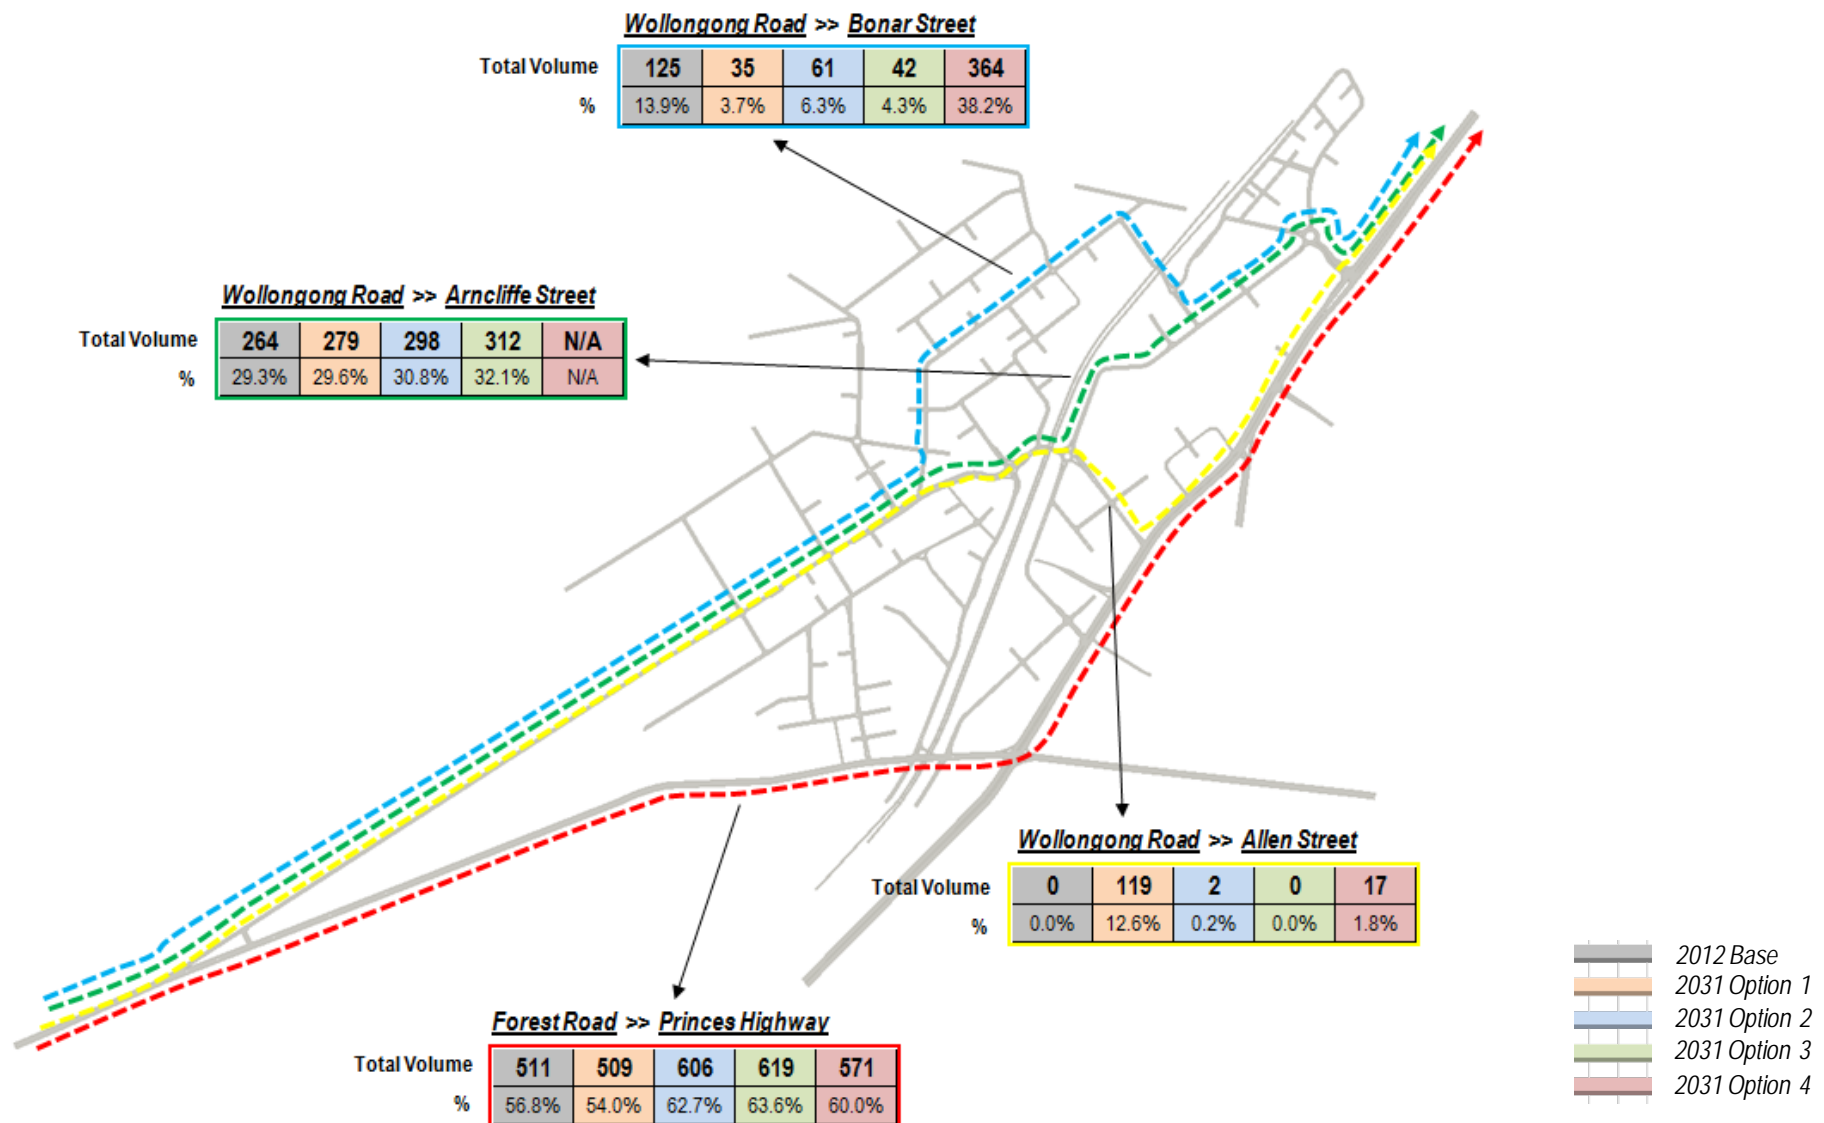 Wollongong Road >> Bonar Street
Total Volume 125 35 61 42 364
% 13.9% 3.7% 6.3% 4.3% 38.2%
Wollongong Road >> Arncliffe Street
Total Volume 264 279 298 312 N/A
% 29.3% 29.6% 30.8% 32.1% N/A
Wollongong Road >> Allen Street
Total Volume 0 119 2 0 17
% 0.0% 12.6% 0.2% 0.0% 1.8%
Forest Road >> Princes Highway
Total Volume 511 509 606 619 571
% 56.8% 54.0% 62.7% 63.6% 60.0%
2012 Base
2031 Option 1
2031 Option 2
2031 Option 3
2031 Option 4